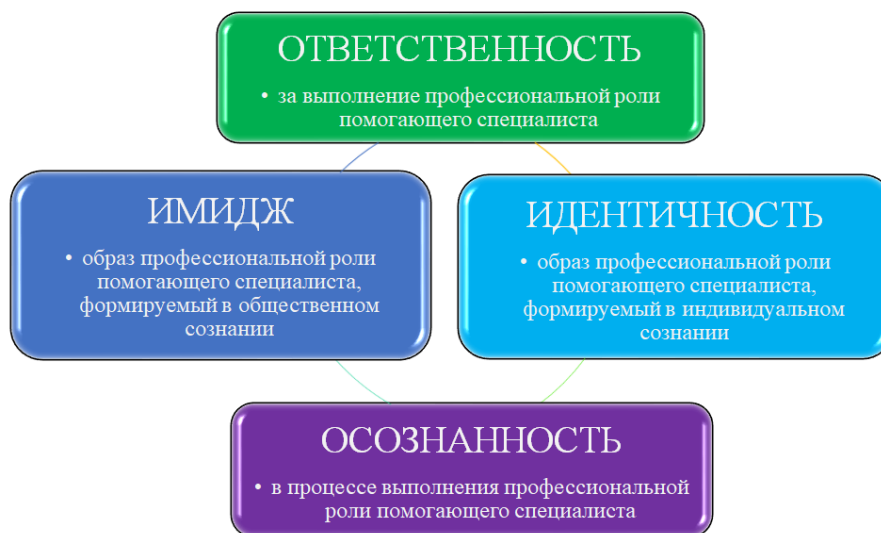 ОТВЕТСТВЕННОСТЬ
• за выполнение профессиональной роли
помогающего специалиста
ИМИДЖ
• образ профессиональной роли
помогающего специалиста,
формируемый в общественном
сознании
ИДЕНТИЧНОСТЬ
• образ профессиональной роли
помогающего специалиста,
формируемый в индивидуальном
сознании
ОСОЗНАННОСТЬ
• в процессе выполнения профессиональной
роли помогающего специалиста